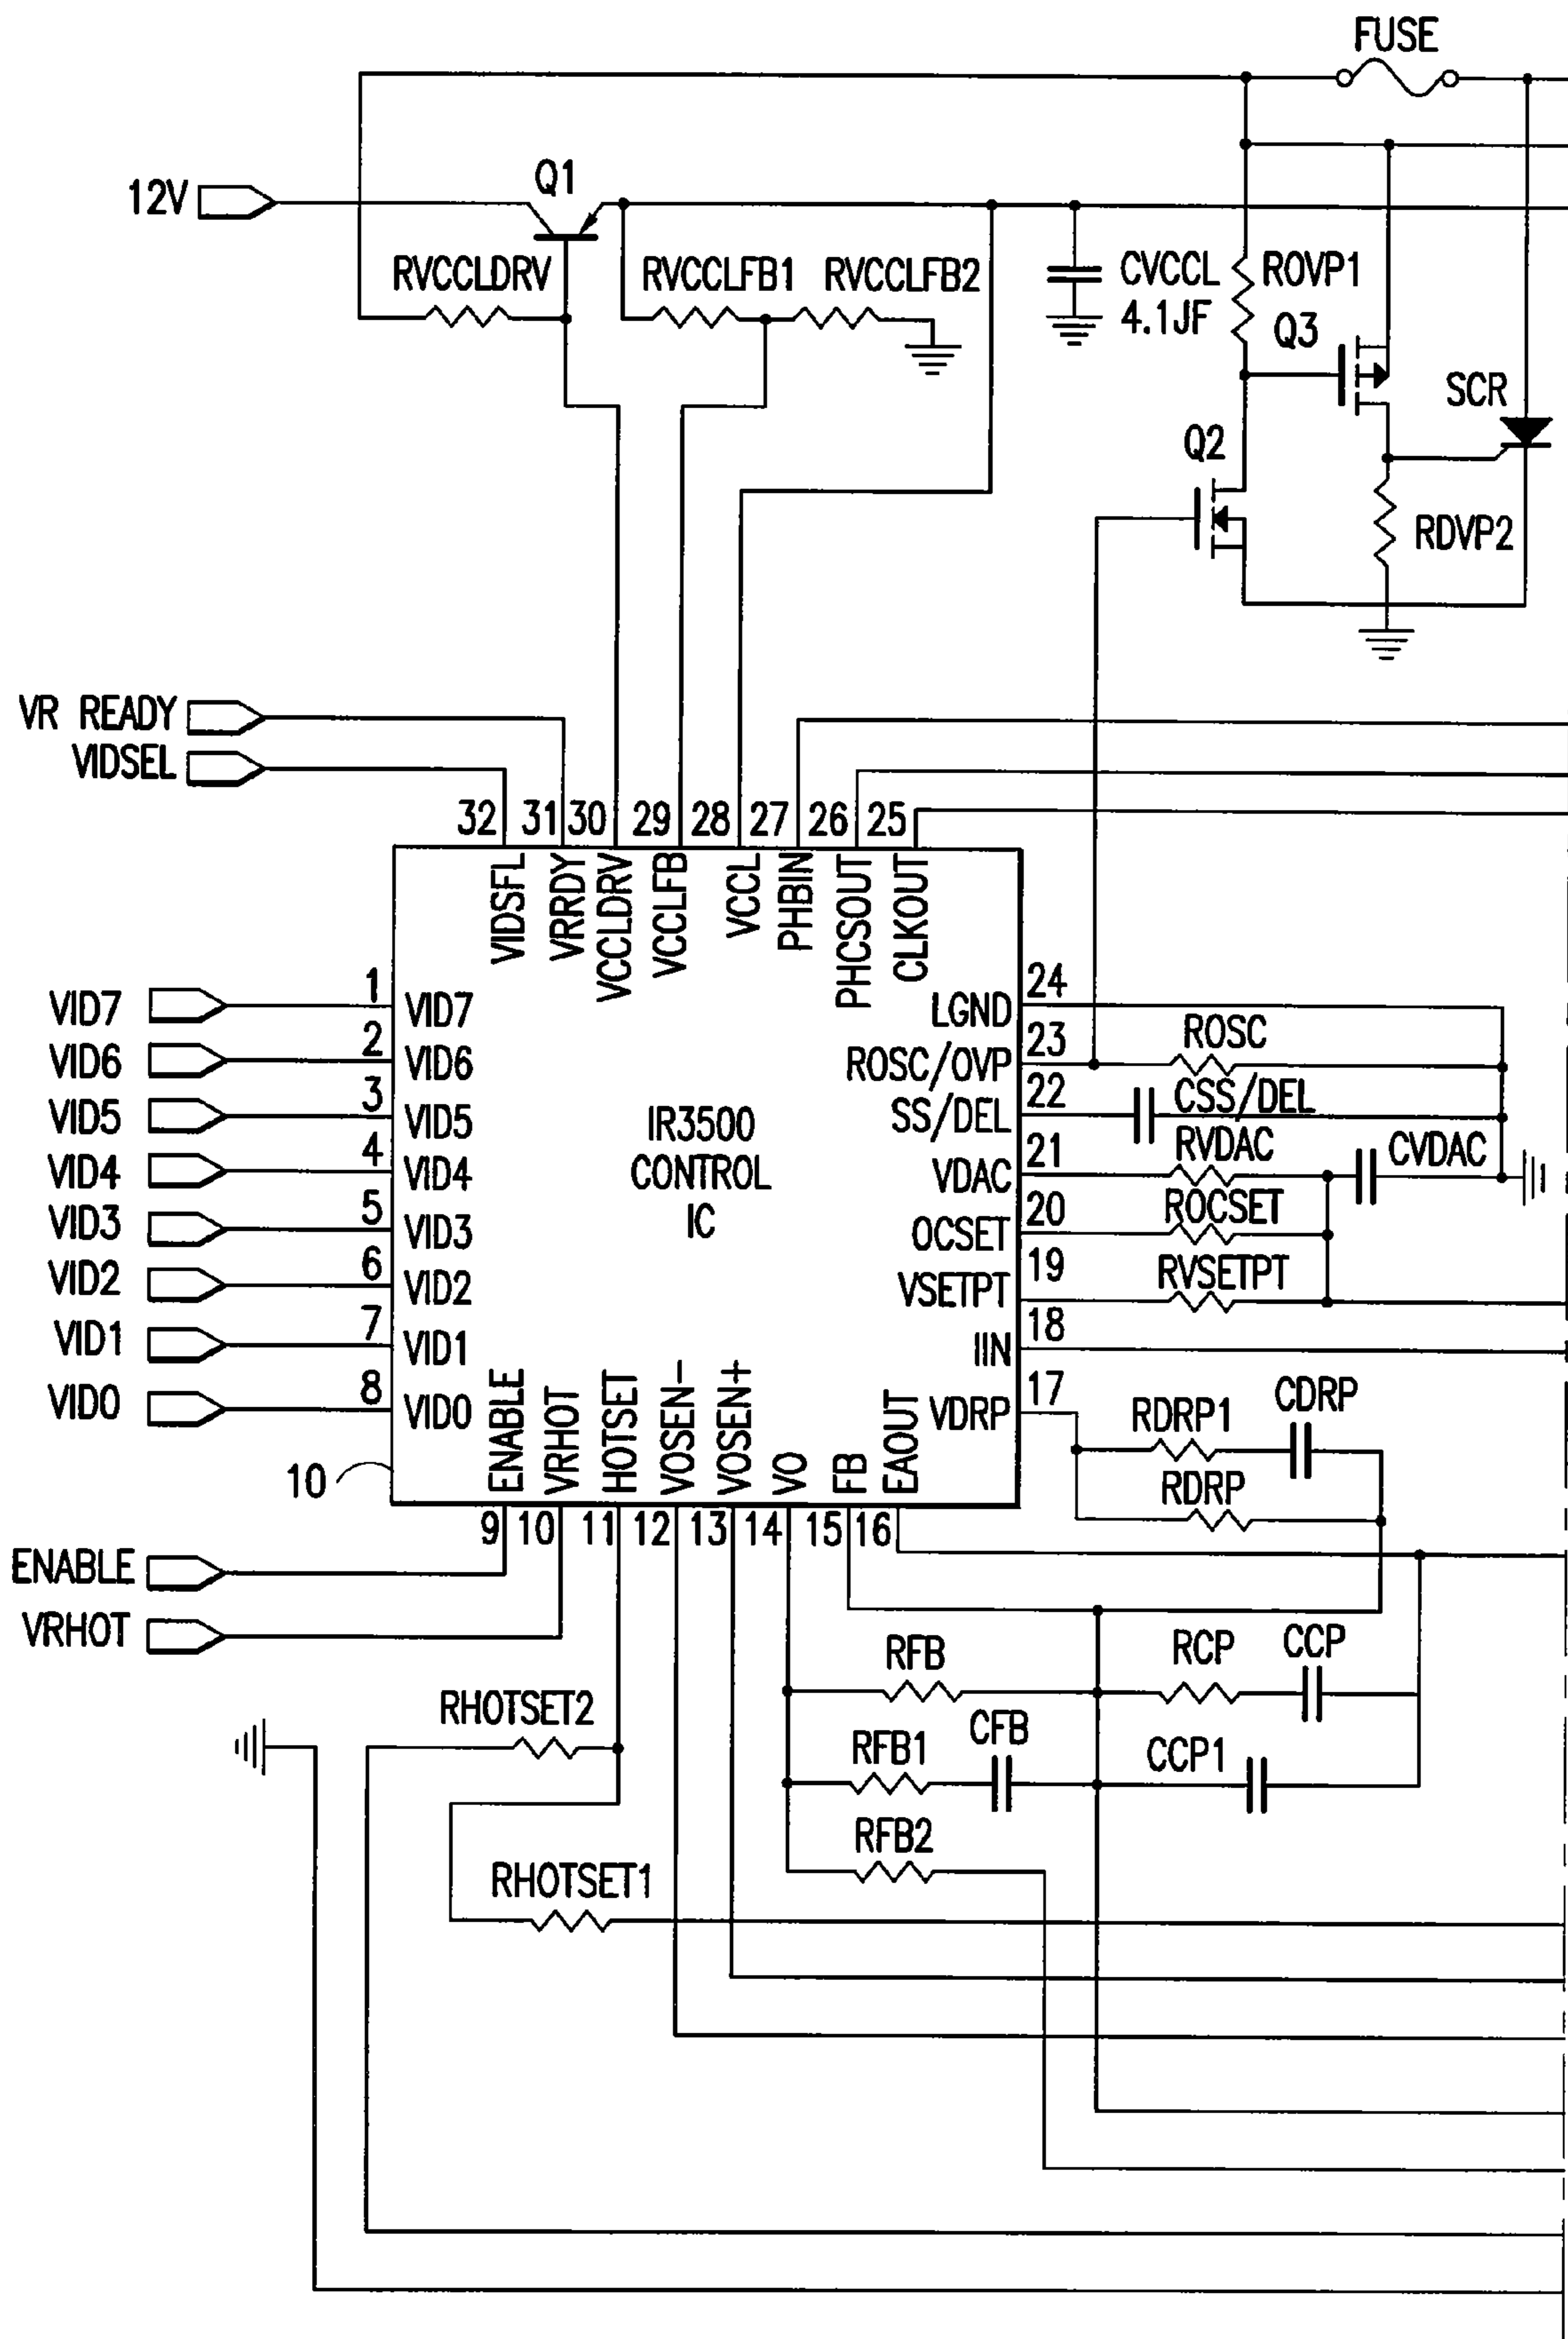 FUSE
12V
Q1
RVCCLDRV
RVCCLFB1
RVCCLFB2
CVCCL
4.1JF
ROVP1
Q3
SCR
Q2
RDVP2
VR READY
VIDSEL
32
31
30
29
28
27
26
25
VIDSFL
VRRDY
VCCLDRV
VCCLFB
VCCL
PHBIN
PHCSOUT
CLKOUT
VID7
1
VID7
VID6
2
VID6
VID5
3
VID5
VID4
4
VID4
VID3
5
VID3
VID2
6
VID2
VID1
7
VID1
VID0
8
VID0
IR3500
CONTROL
IC
LGND
24
ROSC/OVP
23
ROSC
SS/DEL
22
CSS/DEL
VDAC
21
RVDAC
CVDAC
OCSET
20
ROCSET
VSETPT
19
RVSETPT
IIN
18
VDRP
17
RDRP1
CDRP
RDRP
10
ENABLE
VRHOT
HOTSET
VOSEN-
VOSEN+
VO
FB
EAOUT
9
10
11
12
13
14
15
16
ENABLE
VRHOT
RFB
RCP
CCP
RHOTSET2
RFB1
CFB
CCP1
RFB2
RHOTSET1